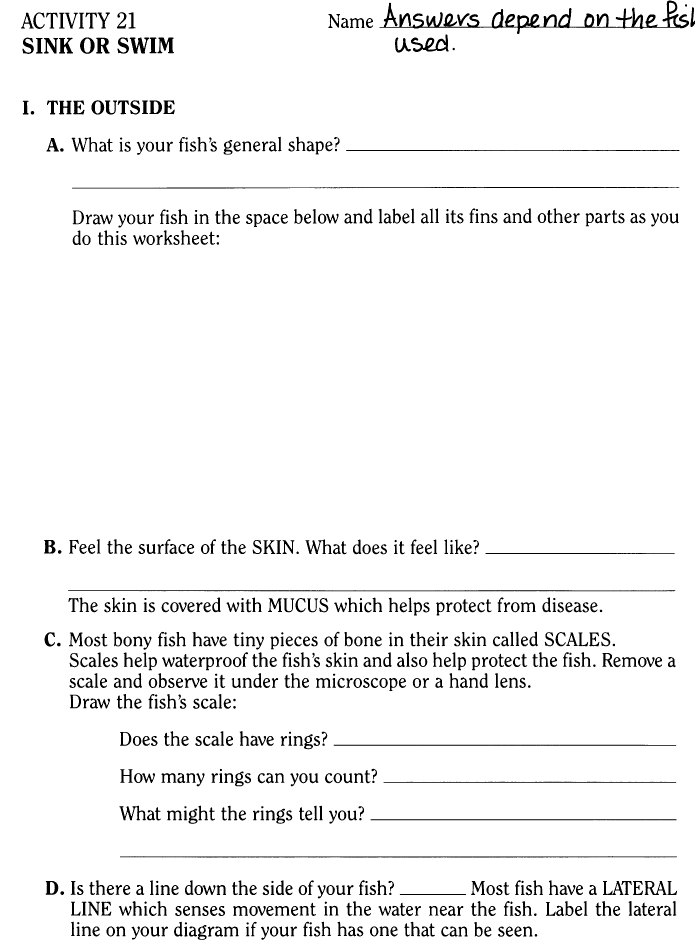 ACTIVITY 21
Name Answers depend on the Fish
SINK OR SWIM
used.
I. THE OUTSIDE
A. What is your fish's general shape?
Draw your fish in the space below and label all its fins and other parts as you
do this worksheet:
B. Feel the surface of the SKIN. What does it feel like?
The skin is covered with MUCUS which helps protect from disease.
C. Most bony fish have tiny pieces of bone in their skin called SCALES.
Scales help waterproof the fish's skin and also help protect the fish. Remove a
scale and observe it under the microscope or a hand lens.
Draw the fish's scale:
Does the scale have rings?
How many rings can you count?
What might the rings tell you?
D. Is there a line down the side of your fish? Most fish have a LATERAL
LINE which senses movement in the water near the fish. Label the lateral
line on your diagram if your fish has one that can be seen.